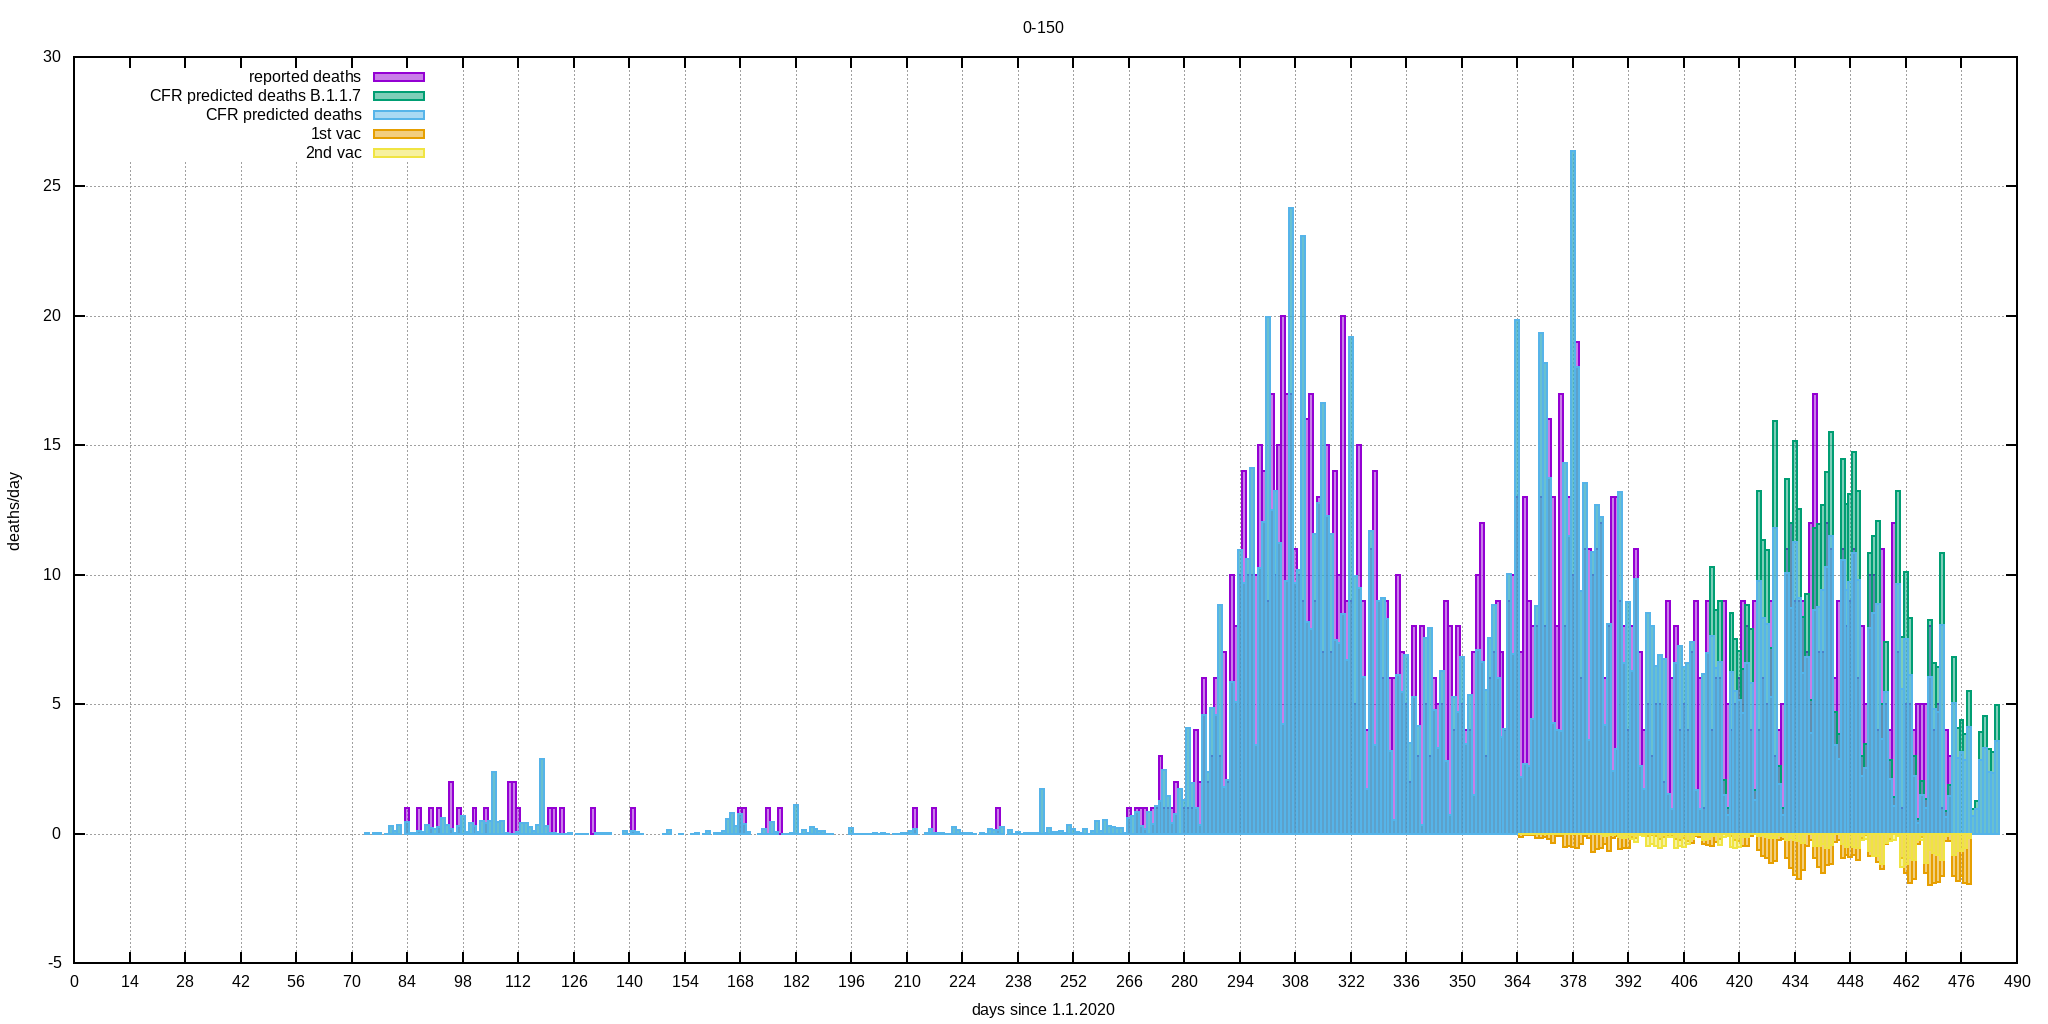 0-150
30
25
20
15
10
5
0
-5
deaths/day
reported deaths
CFR predicted deaths B.1.1.7
CFR predicted deaths
1st vac
2nd vac
0 14 28 42 56 70 84 98 112 126 140 154 168 182 196 210 224 238 252 266 280 294 308 322 336 350 364 378 392 406 420 434 448 462 476 490
days since 1.1.2020